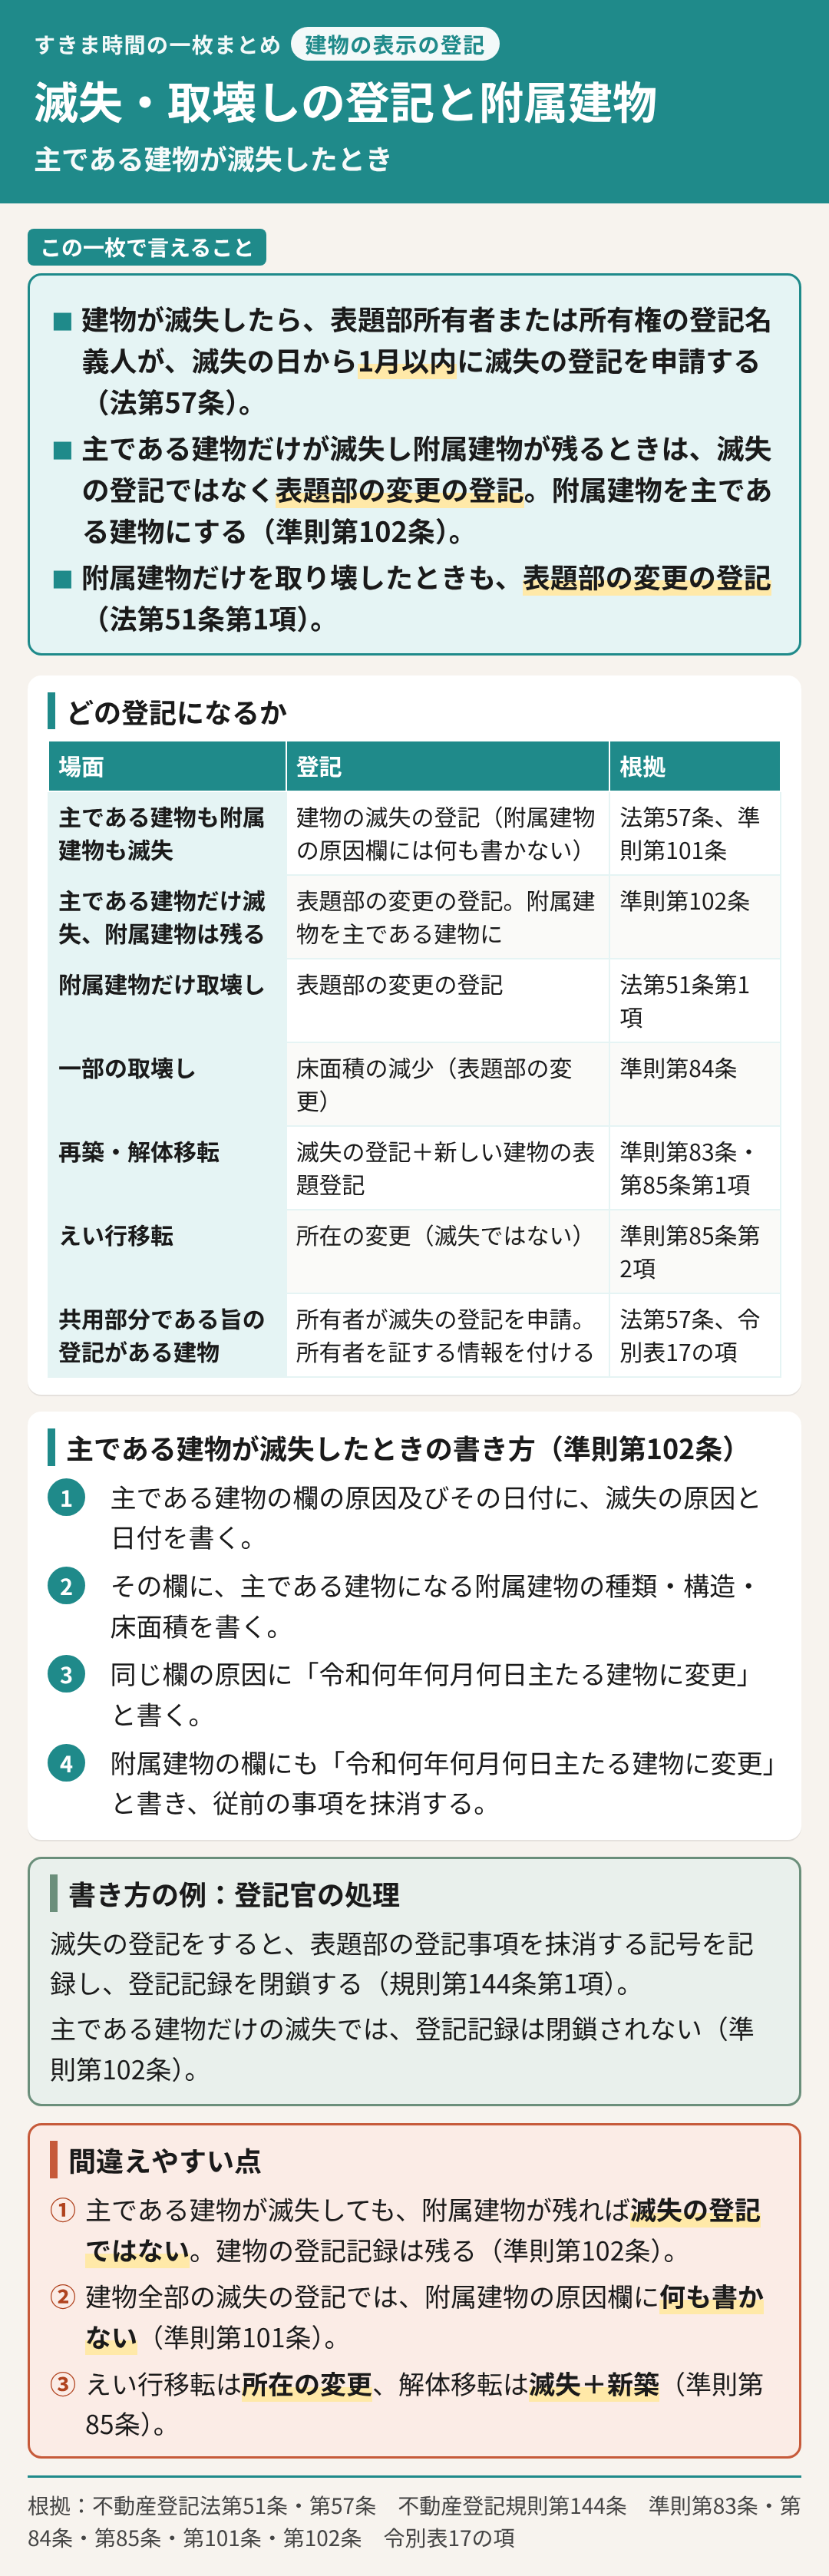 すきま時間の一枚まとめ 建物の表示の登記
滅失・取壊しの登記と附属建物
主である建物が滅失したとき
この一枚で言えること
■ 建物が滅失したら、表題部所有者または所有権の登記名
義人が、滅失の日から1月以内に滅失の登記を申請する
（法第57条）。
■ 主である建物だけが滅失し附属建物が残るときは、滅失
の登記ではなく表題部の変更の登記。附属建物を主であ
る建物にする（準則第102条）。
■ 附属建物だけを取り壊したときも、表題部の変更の登記
（法第51条第1項）。
どの登記になるか
場面 登記 根拠
主である建物も附属 建物の滅失の登記（附属建物 法第57条、準
建物も滅失 の原因欄には何も書かない） 則第101条
主である建物だけ滅 表題部の変更の登記。附属建 準則第102条
失、附属建物は残る 物を主である建物に
附属建物だけ取壊し 表題部の変更の登記 法第51条第1
項
一部の取壊し 床面積の減少（表題部の変 準則第84条
更）
再築・解体移転 滅失の登記＋新しい建物の表 準則第83条・
題登記 第85条第1項
えい行移転 所在の変更（滅失ではない） 準則第85条第
2項
共用部分である旨の 所有者が滅失の登記を申請。 法第57条、令
登記がある建物 所有者を証する情報を付ける 別表17の項
主である建物が滅失したときの書き方（準則第102条）
1 主である建物の欄の原因及びその日付に、滅失の原因と
日付を書く。
2 その欄に、主である建物になる附属建物の種類・構造・
床面積を書く。
3 同じ欄の原因に「令和何年何月何日主たる建物に変更」
と書く。
4 附属建物の欄にも「令和何年何月何日主たる建物に変更」
と書き、従前の事項を抹消する。
書き方の例：登記官の処理
滅失の登記をすると、表題部の登記事項を抹消する記号を記
録し、登記記録を閉鎖する（規則第144条第1項）。
主である建物だけの滅失では、登記記録は閉鎖されない（準
則第102条）。
間違えやすい点
① 主である建物が滅失しても、附属建物が残れば滅失の登記
ではない。建物の登記記録は残る（準則第102条）。
② 建物全部の滅失の登記では、附属建物の原因欄に何も書か
ない（準則第101条）。
③ えい行移転は所在の変更、解体移転は滅失＋新築（準則第
85条）。
根拠：不動産登記法第51条・第57条　不動産登記規則第144条　準則第83条・第
84条・第85条・第101条・第102条　令別表17の項